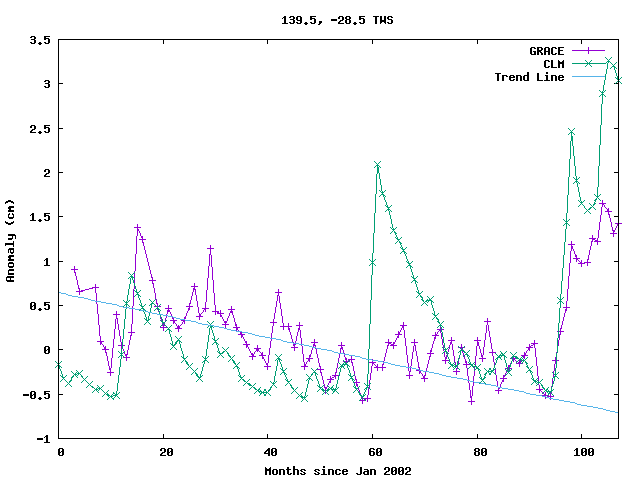 139.5, -28.5 TWS
GRACE
CLM
Trend Line
3.5
3
2.5
2
1.5
1
0.5
0
-0.5
-1
Anomaly (cm)
0 20 40 60 80 100
Months since Jan 2002